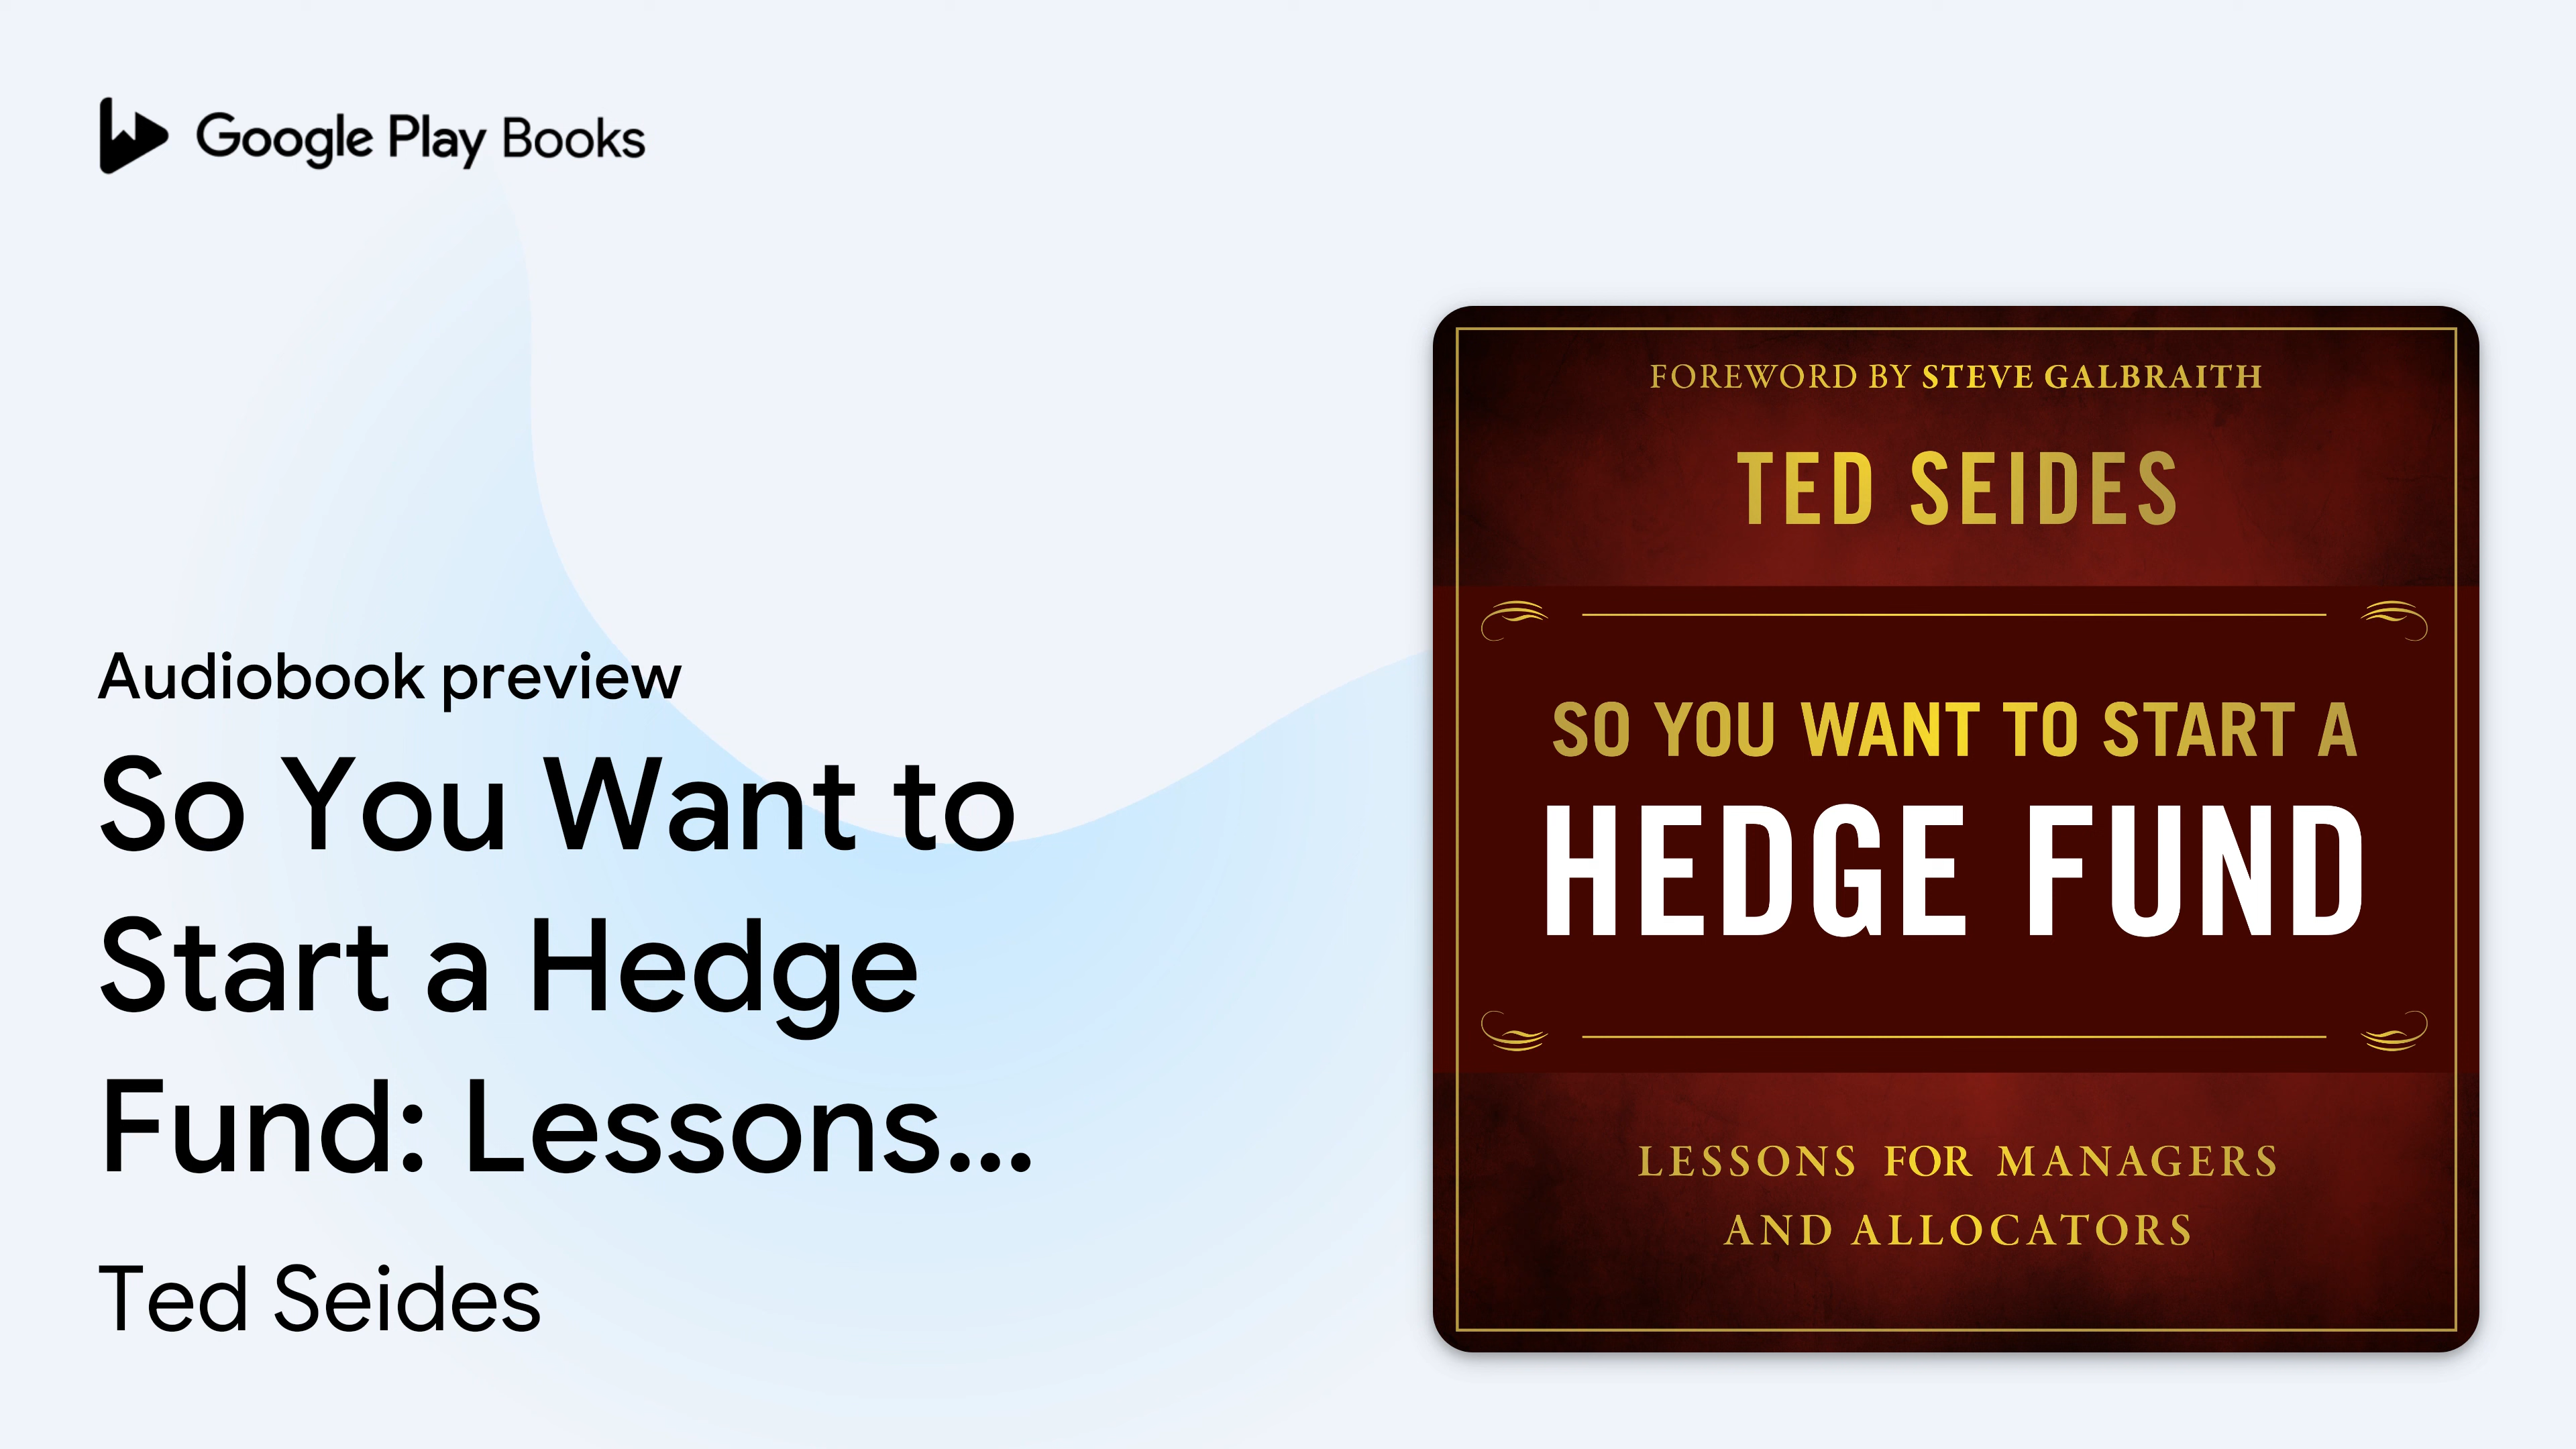 Google Play Books
Audiobook preview
So You Want to
Start a Hedge
Fund: Lessons...
Ted Seides
FOREWORD BY STEVE GALBRAITH
TED SEIDES
SO YOU WANT TO START A
HEDGE FUND
LESSONS FOR MANAGERS
AND ALLOCATORS